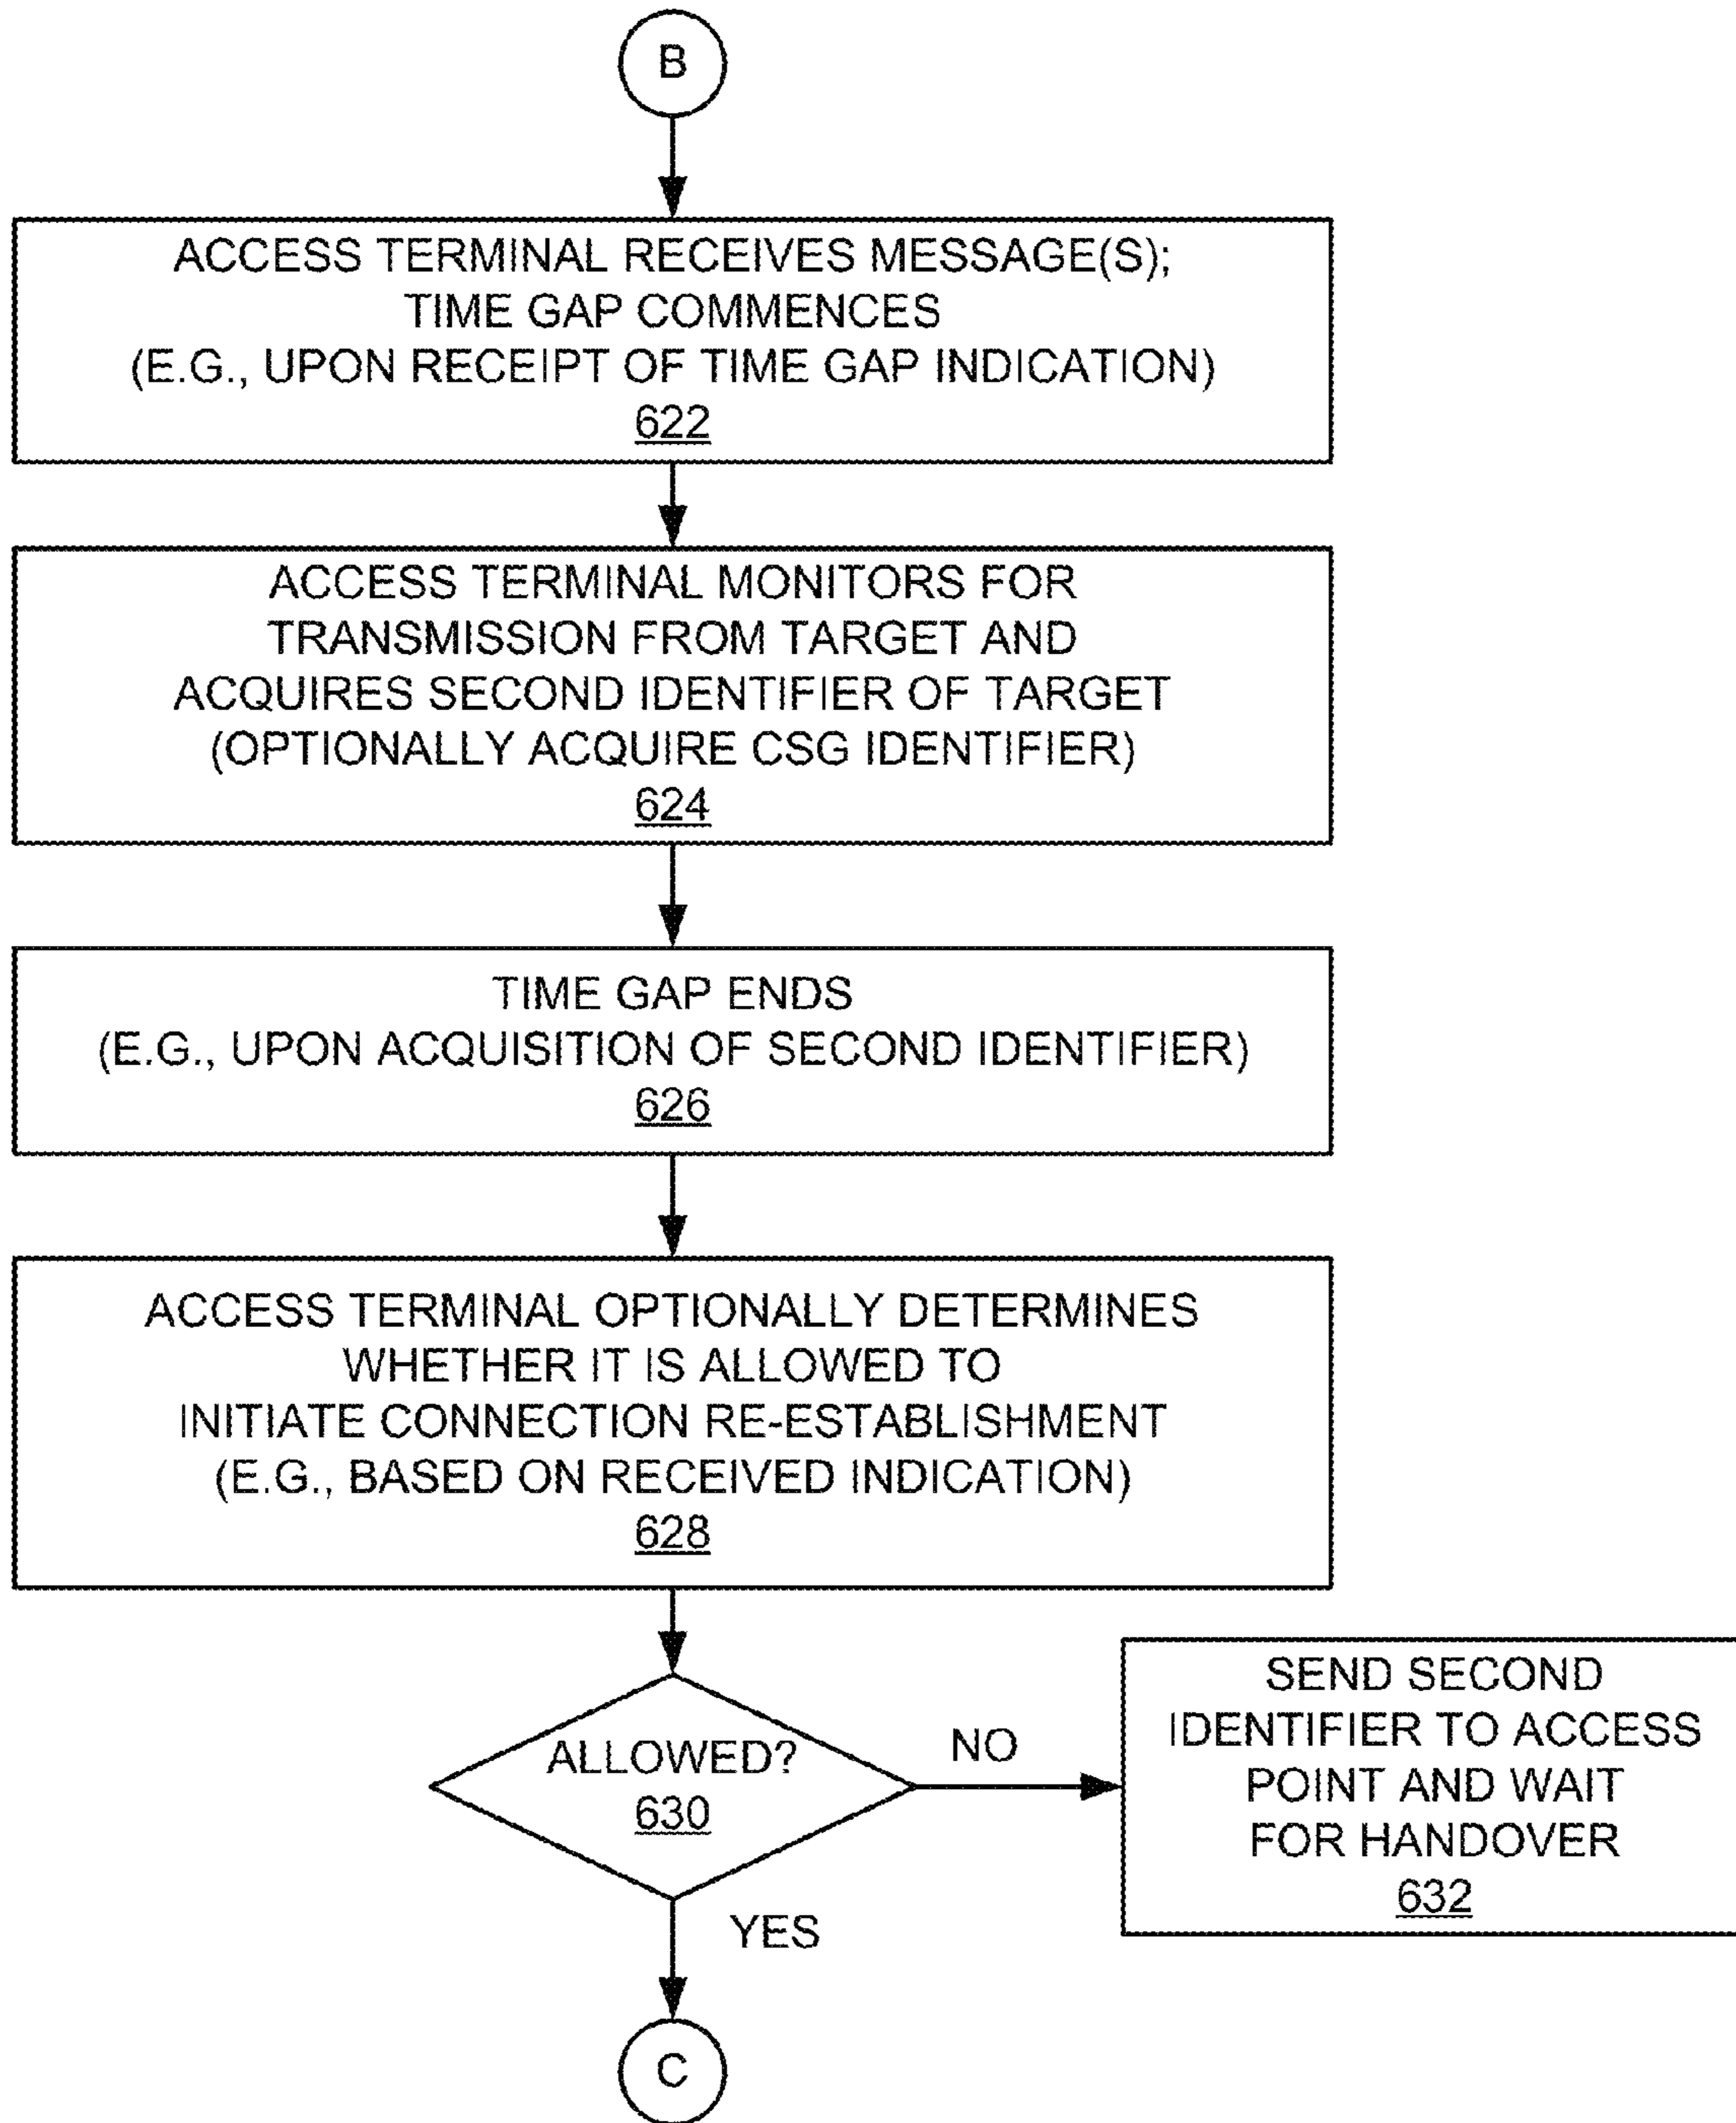 B
ACCESS TERMINAL RECEIVES MESSAGE(S);
TIME GAP COMMENCES
(E.G., UPON RECEIPT OF TIME GAP INDICATION)
622
ACCESS TERMINAL MONITORS FOR
TRANSMISSION FROM TARGET AND
ACQUIRES SECOND IDENTIFIER OF TARGET
(OPTIONALLY ACQUIRE CSG IDENTIFIER)
624
TIME GAP ENDS
(E.G., UPON ACQUISITION OF SECOND IDENTIFIER)
626
ACCESS TERMINAL OPTIONALLY DETERMINES
WHETHER IT IS ALLOWED TO
INITIATE CONNECTION RE-ESTABLISHMENT
(E.G., BASED ON RECEIVED INDICATION)
628
ALLOWED?
630
NO
SEND SECOND
IDENTIFIER TO ACCESS
POINT AND WAIT
FOR HANDOVER
632
YES
C